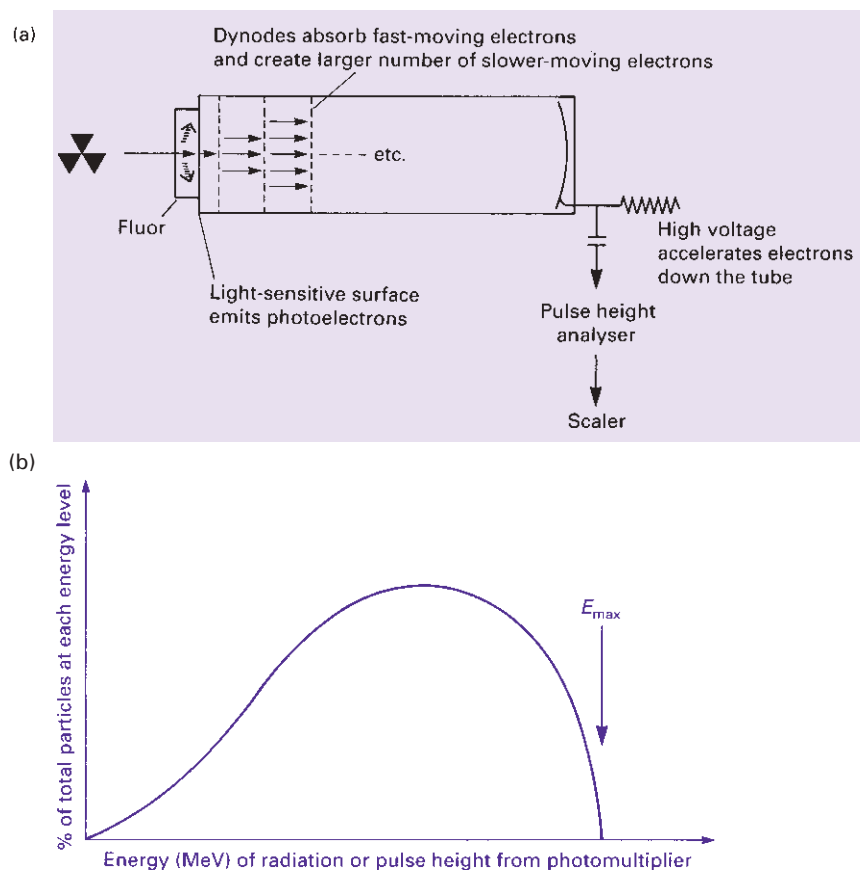 (a)
Dynodes absorb fast-moving electrons
and create larger number of slower-moving electrons
etc.
Fluor
High voltage
accelerates electrons
down the tube
Light-sensitive surface
emits photoelectrons
Pulse height
analyser
Scaler
(b)
% of total particles at each energy level
Emax
Energy (MeV) of radiation or pulse height from photomultiplier